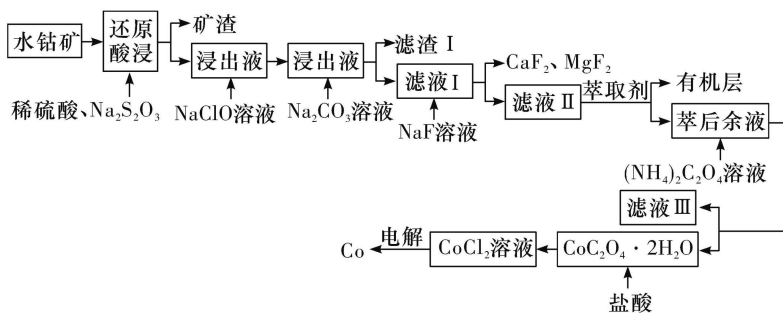 水钴矿
还原
酸浸
矿渣
浸出液
浸出液
滤渣 Ⅰ
滤液Ⅰ
CaF₂、MgF₂
滤液Ⅱ
萃取剂
有机层
萃后余液
稀硫酸、Na₂S₂O₃
NaClO溶液
Na₂CO₃溶液
NaF溶液
(NH₄)₂C₂O₄溶液
滤液Ⅲ
Co
电解
CoCl₂溶液
CoC₂O₄·2H₂O
盐酸